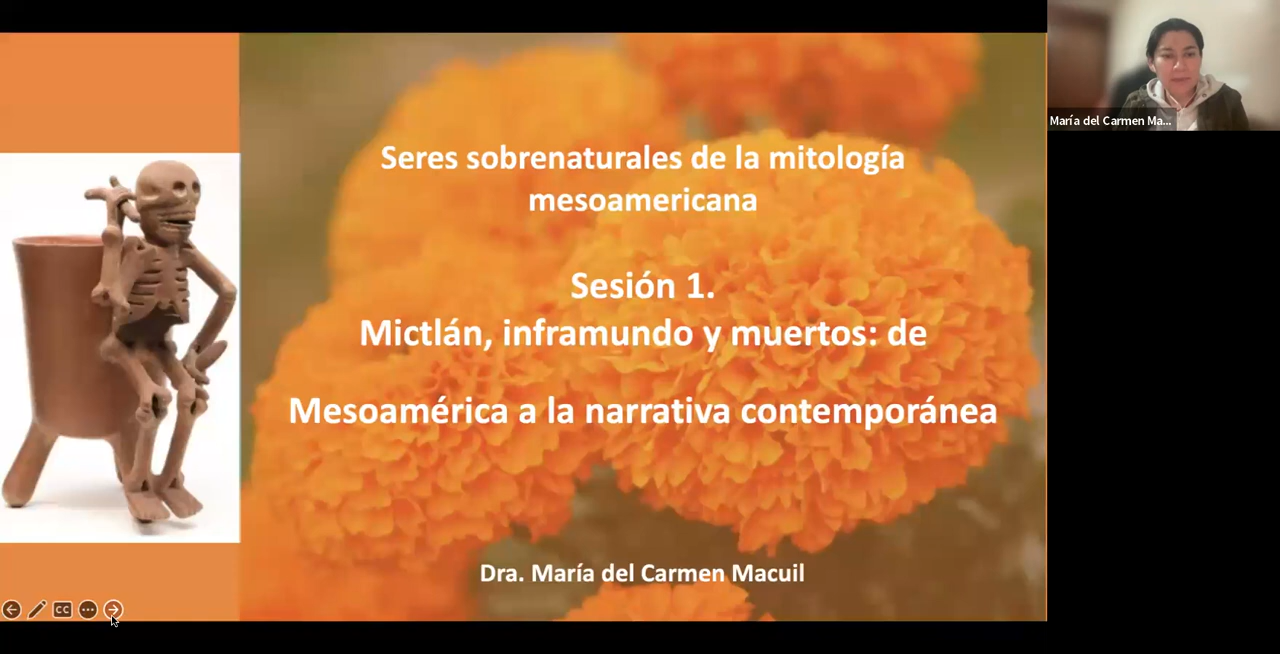 Seres sobrenaturales de la mitología
mesoamericana
Sesión 1.
Mictlán, inframundo y muertos: de
Mesoamérica a la narrativa contemporánea
Dra. María del Carmen Macuil
María del Carmen Ma...
CC